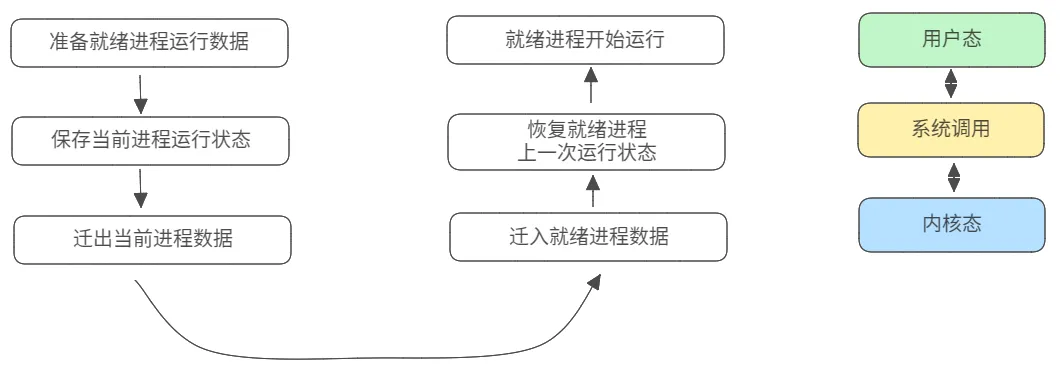 准备就绪进程运行数据
保存当前进程运行状态
迁出当前进程数据
就绪进程开始运行
恢复就绪进程
上一次运行状态
迁入就绪进程数据
用户态
系统调用
内核态